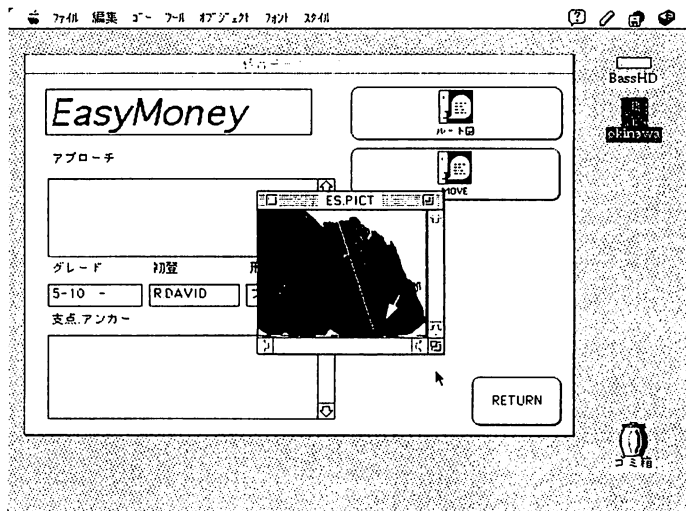 ファイル 編集 ゴー ツール オブジェクト フォント スタイル
BassHD
okinawa
EasyMoney
ルート図
アプローチ
MOVE
ES.PICT
グレード 初登
5-10 - R.DAVID
支点.アンカー
RETURN
ゴミ箱